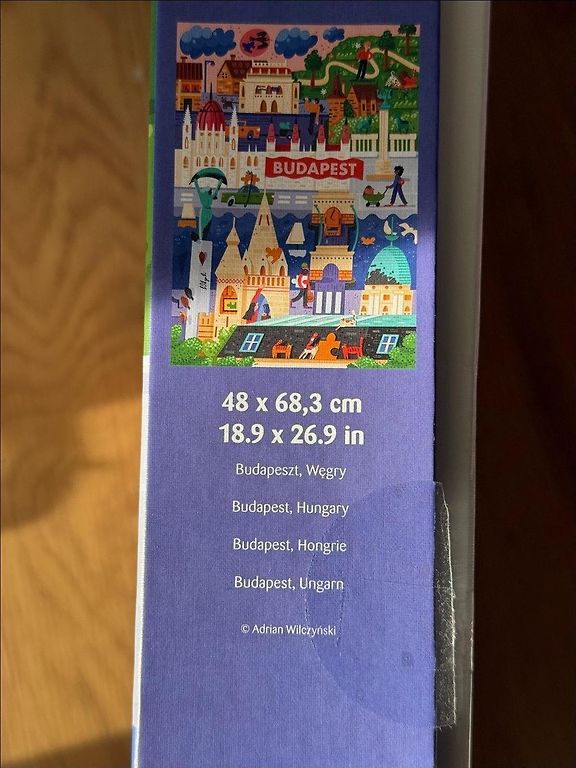 BUDAPEST
48 x 68,3 cm
18.9 x 26.9 in
Budapeszt, Węgry
Budapest, Hungary
Budapest, Hongrie
Budapest, Ungarn
© Adrian Wilczyński